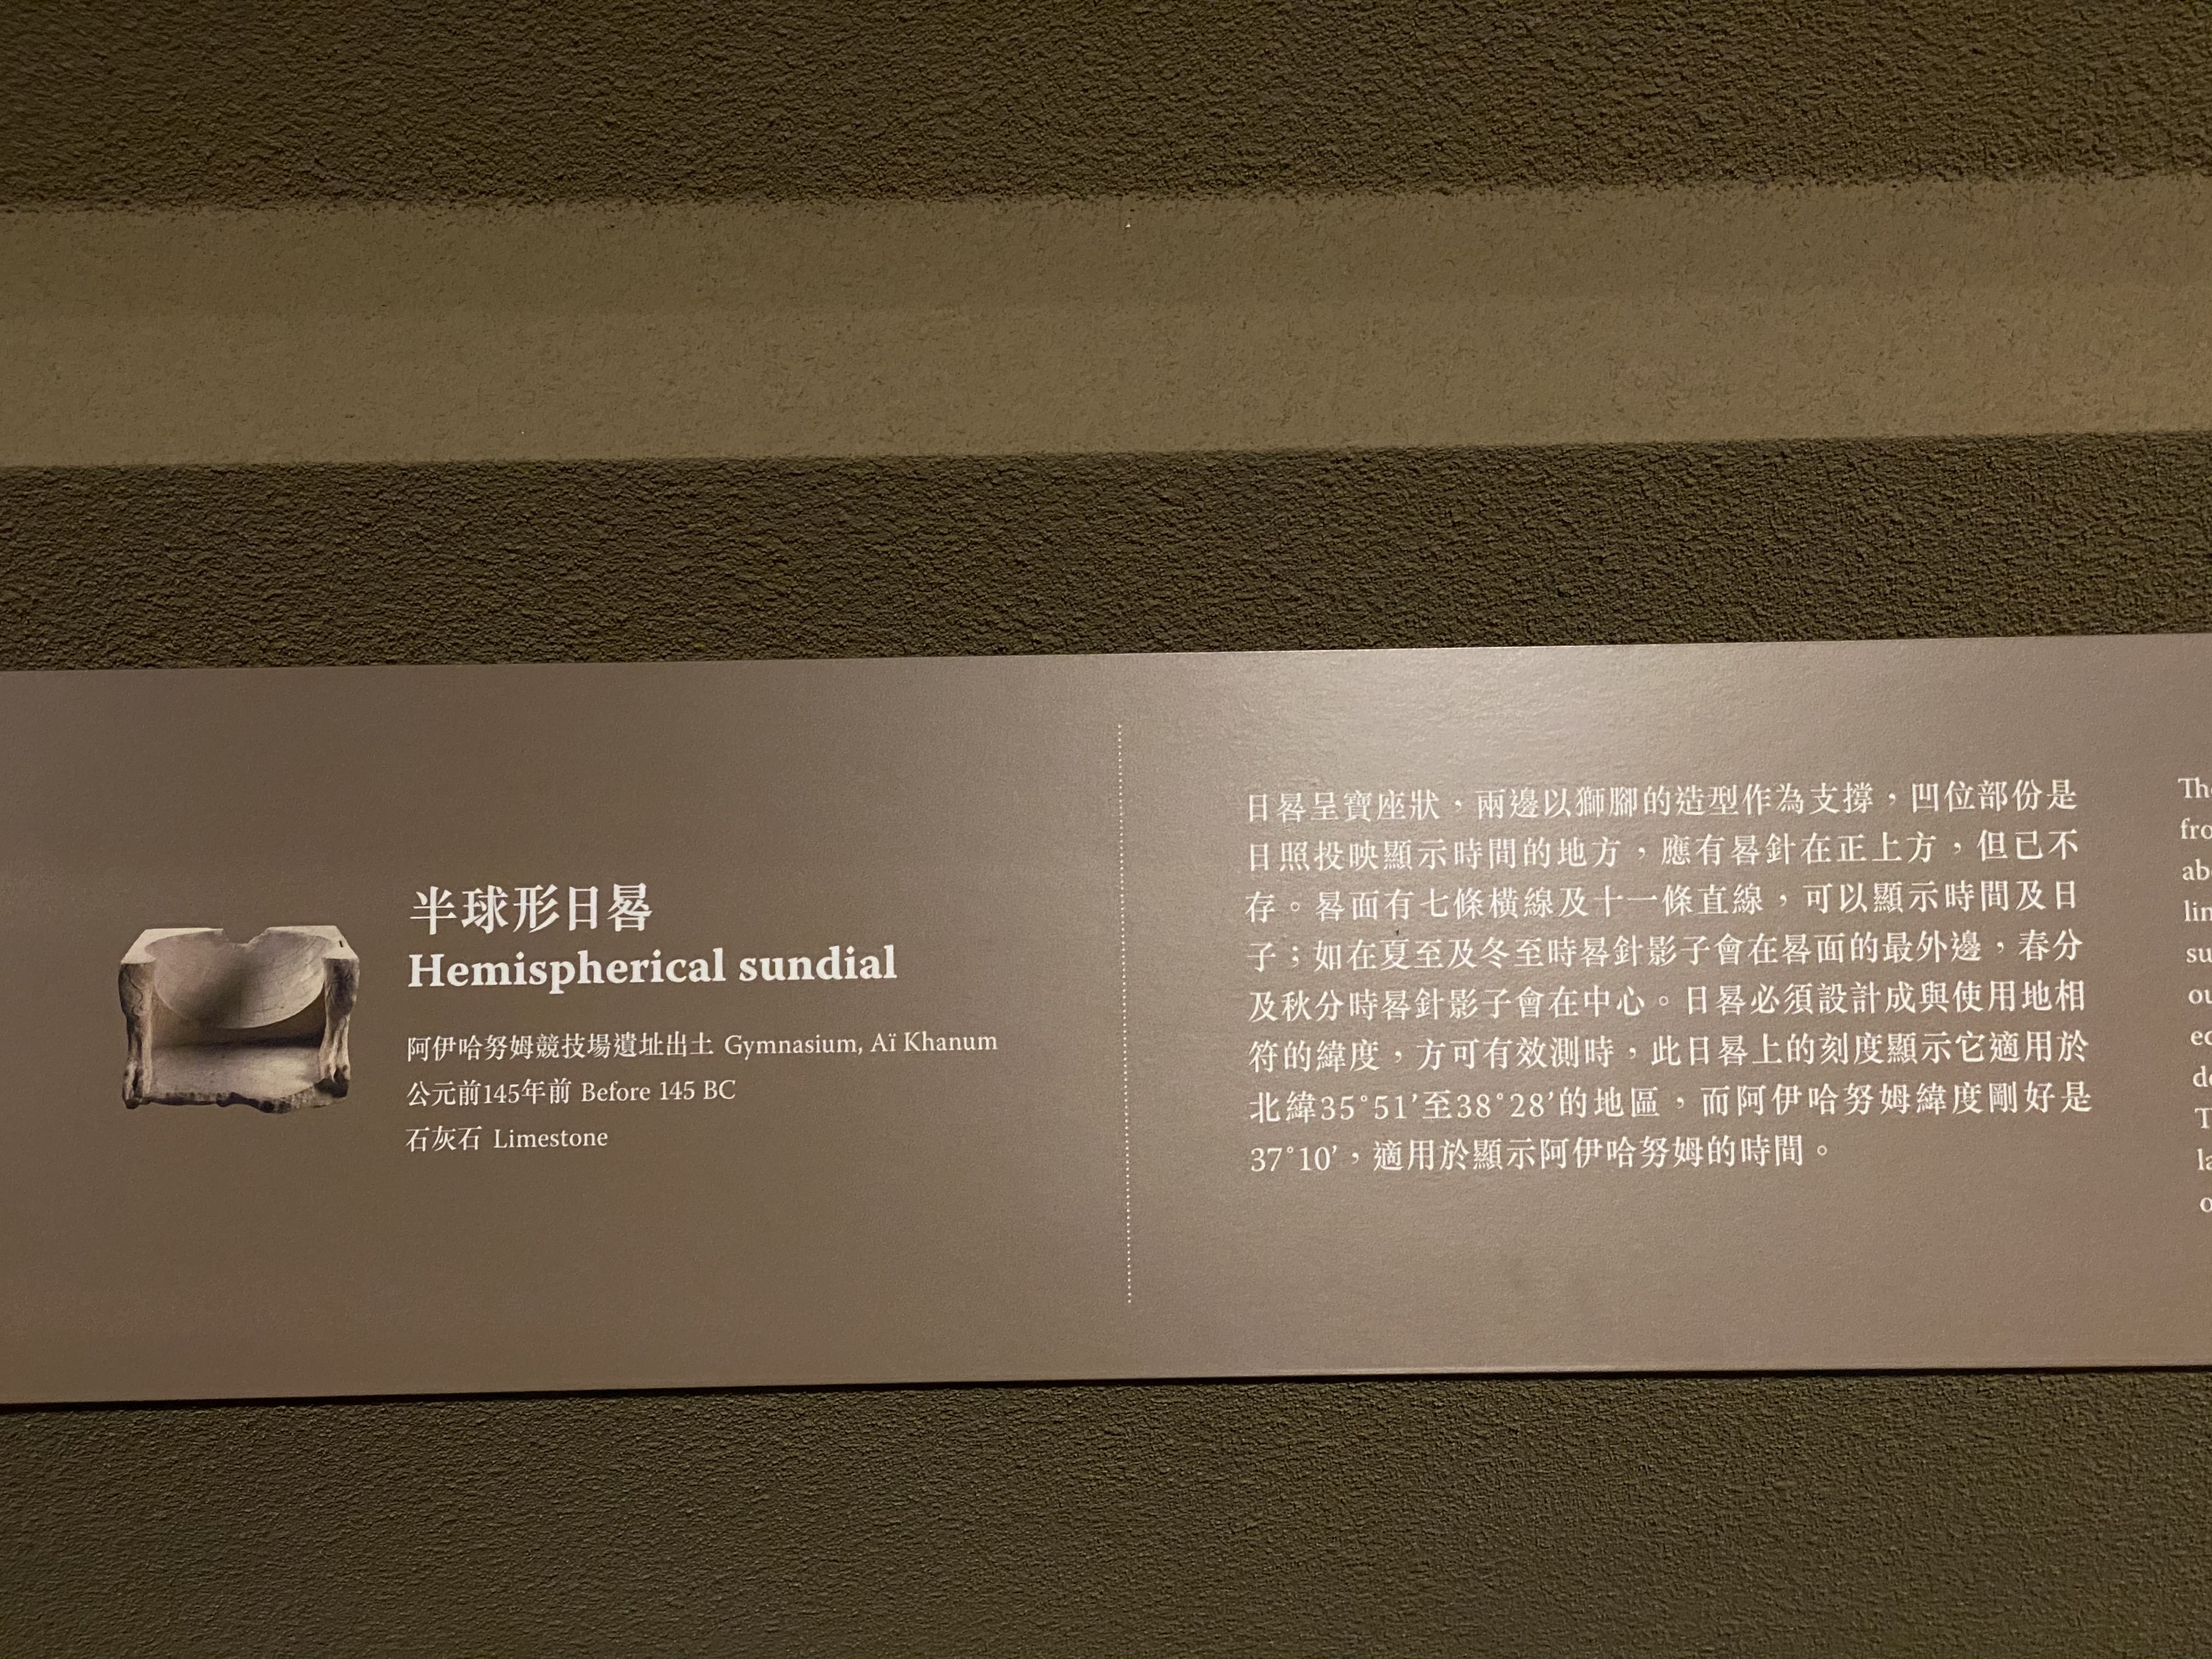 半球形日晷
Hemispherical sundial
阿伊哈努姆競技場遺址出土 Gymnasium, Aï Khanum
公元前145年前 Before 145 BC
石灰石 Limestone
日晷呈寶座狀，兩邊以獅腳的造型作為支撐，凹位部份是
日照投映顯示時間的地方，應有晷針在正上方，但已不
存。晷面有七條橫線及十一條直線，可以顯示時間及日
子；如在夏至及冬至時晷針影子會在晷面的最外邊，春分
及秋分時晷針影子會在中心。日晷必須設計成與使用地相
符的緯度，方可有效測時，此日晷上的刻度顯示它適用於
北緯35°51’至38°28’的地區，而阿伊哈努姆緯度剛好是
37°10’，適用於顯示阿伊哈努姆的時間。